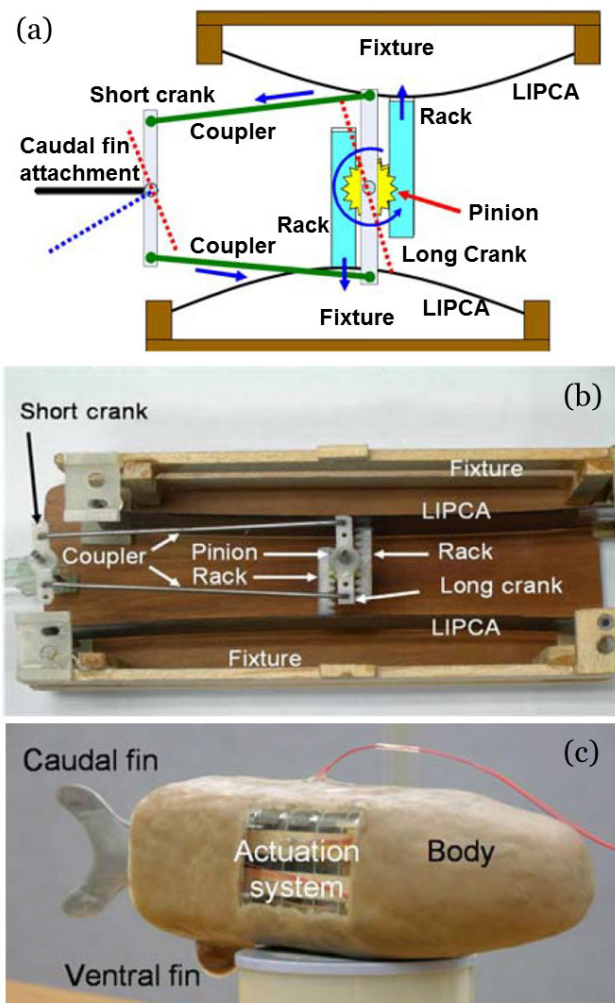 (a)
Fixture
LIPCA
Short crank
Coupler
Rack
Caudal fin
attachment
Pinion
Rack
Coupler
Long Crank
LIPCA
Fixture
(b)
Short crank
Fixture
LIPCA
Coupler
Pinion
Rack
Rack
Long crank
LIPCA
Fixture
(c)
Caudal fin
Actuation
system
Body
Ventral fin